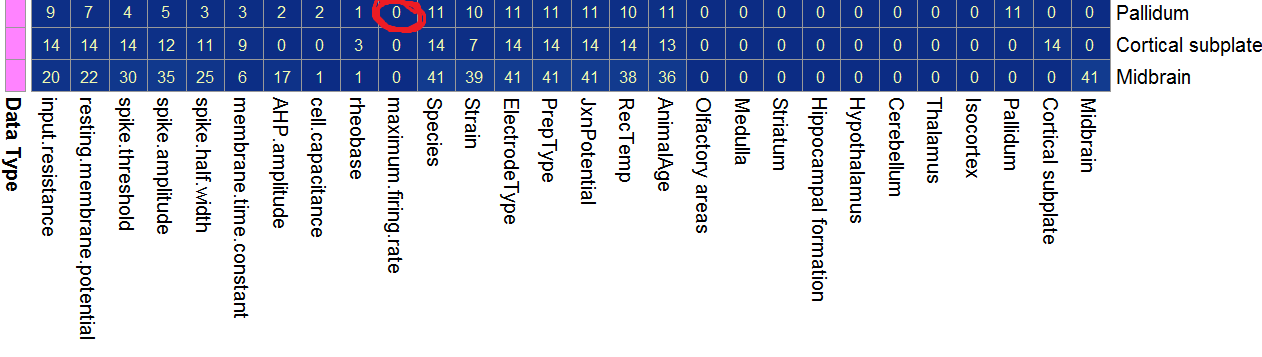 9 7 4 5 3 3 2 2 1 0 11 10 11 11 11 10 11 0 0 0 0 0 0 0 0 11 0 0 Pallidum
14 14 14 12 11 9 0 0 3 0 14 7 14 14 14 14 13 0 0 0 0 0 0 0 0 0 14 0 Cortical subplate
20 22 30 35 25 6 17 1 1 0 41 39 41 41 41 38 36 0 0 0 0 0 0 0 0 0 0 41 Midbrain
Data Type
input.resistance
resting.membrane.potential
spike.threshold
spike.amplitude
spike.half.width
membrane.time.constant
AHP.amplitude
cell.capacitance
rheobase
maximum.firing.rate
Species
Strain
ElectrodeType
PrepType
JxnPotential
RecTemp
AnimalAge
Olfactory areas
Medulla
Striatum
Hippocampal formation
Hypothalamus
Cerebellum
Thalamus
Isocortex
Pallidum
Cortical subplate
Midbrain